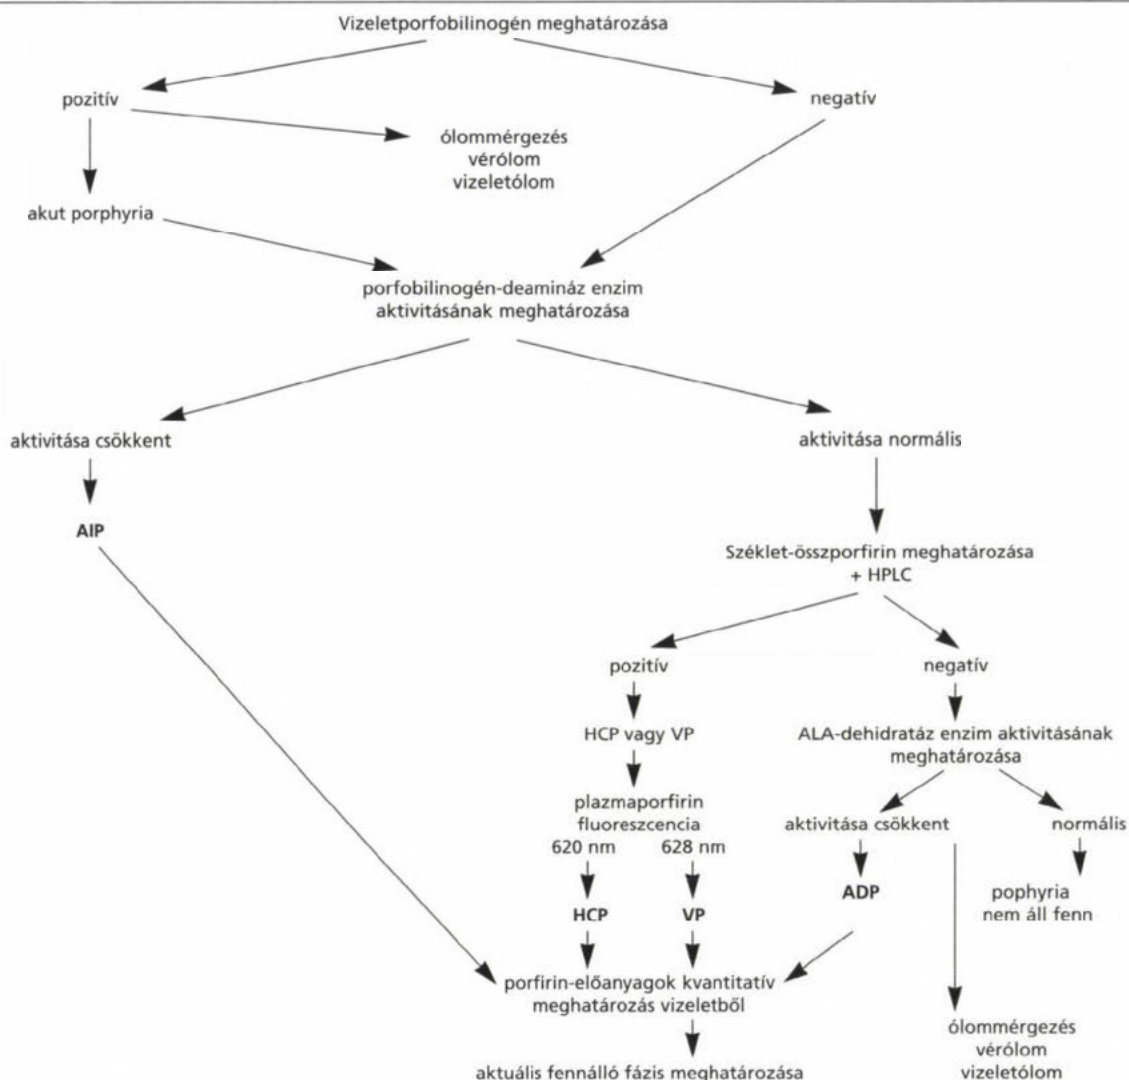 Vizeletporfobilinogén meghatározása
pozitív
negatív
ólommérgezés
vérólom
vizeletólom
akut porphyria
porfobilinogén-deamináz enzim
aktivitásának meghatározása
aktivitása csökkent
aktivitása normális
AIP
Széklet-összporfirin meghatározása
+ HPLC
pozitív
negatív
HCP vagy VP
ALA-dehidratáz enzim aktivitásának
meghatározása
plazmaporfirin
fluoreszcencia
620 nm
628 nm
aktivitása csökkent
normális
HCP
VP
ADP
pophyria
nem áll fenn
porfirin-előanyagok kvantitatív
meghatározás vizeletből
ólommérgezés
vérólom
vizeletólom
aktuális fennálló fázis meghatározása